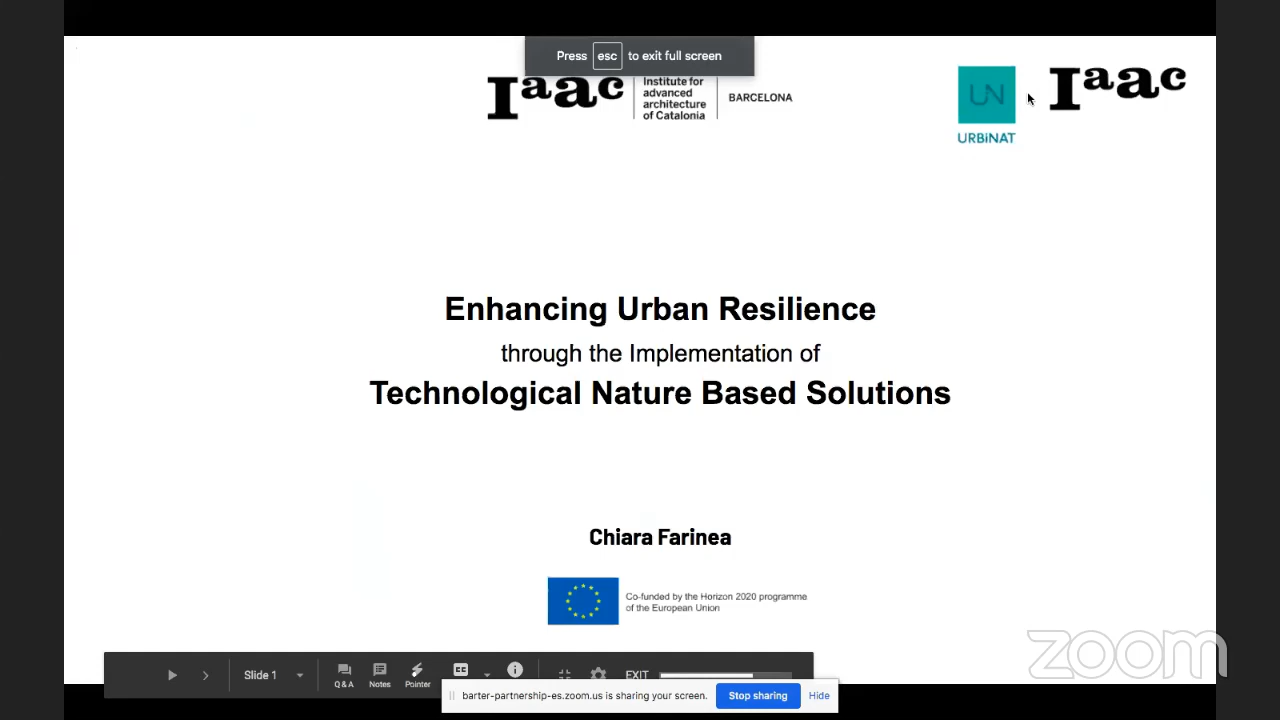 Press esc to exit full screen
Iaac
Institute for
advanced
architecture
of Catalonia
BARCELONA
UN
URBiNAT
Iaac
Enhancing Urban Resilience
through the Implementation of
Technological Nature Based Solutions
Chiara Farinea
Co-funded by the Horizon 2020 programme
of the European Union
zoom
Slide 1
Q&A
Notes
Pointer
CC
EXIT
barter-partnership-es.zoom.us is sharing your screen.
Stop sharing
Hide